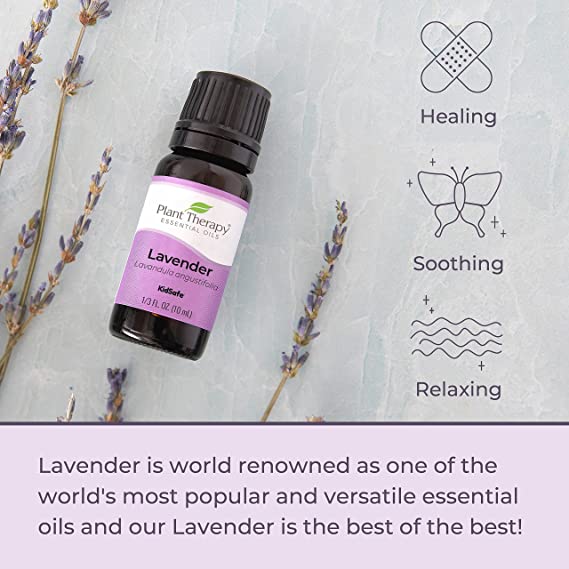 Plant Therapy
ESSENTIAL OILS
Lavender
Lavandula angustifolia
KidSafe
1/3 FL. OZ. (10 mL)
Healing
Soothing
Relaxing
Lavender is world renowned as one of the
world's most popular and versatile essential
oils and our Lavender is the best of the best!